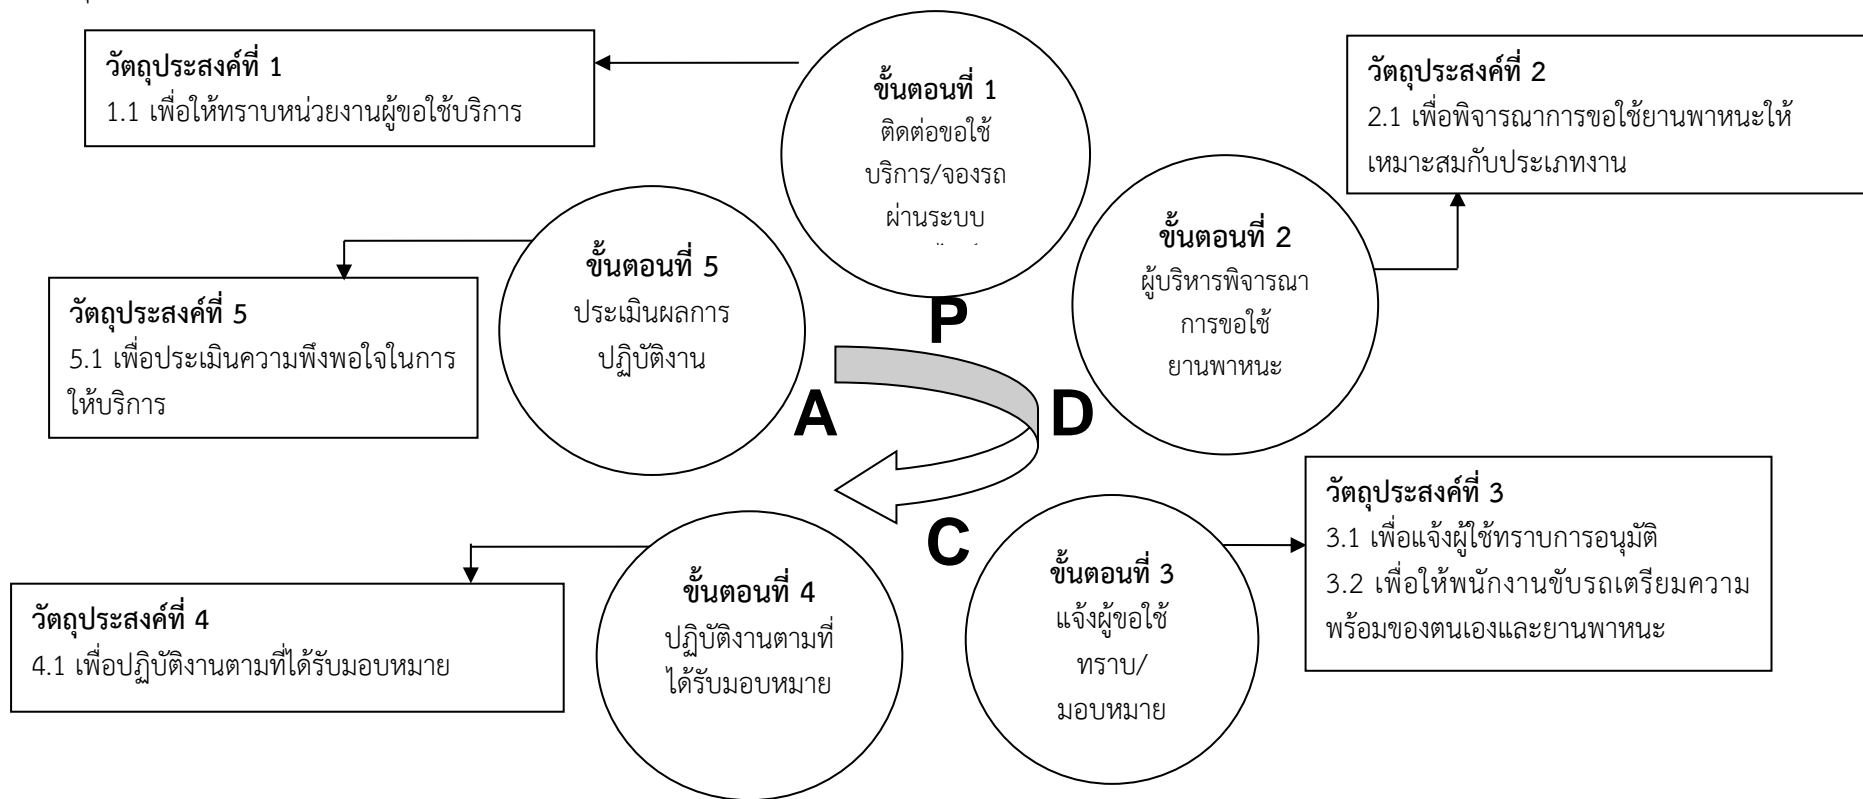 วัตถุประสงค์ที่ 1
1.1 เพื่อให้ทราบหน่วยงานผู้ขอใช้บริการ
ขั้นตอนที่ 1
ติดต่อขอใช้
บริการ/จองรถ
ผ่านระบบ
วัตถุประสงค์ที่ 2
2.1 เพื่อพิจารณาการขอใช้ยานพาหนะให้
เหมาะสมกับประเภทงาน
ขั้นตอนที่ 2
ผู้บริหารพิจารณา
การขอใช้
ยานพาหนะ
ขั้นตอนที่ 5
ประเมินผลการ
ปฏิบัติงาน
วัตถุประสงค์ที่ 5
5.1 เพื่อประเมินความพึงพอใจในการ
ให้บริการ
P
A
D
C
วัตถุประสงค์ที่ 3
3.1 เพื่อแจ้งผู้ใช้ทราบการอนุมัติ
3.2 เพื่อให้พนักงานขับรถเตรียมความ
พร้อมของตนเองและยานพาหนะ
ขั้นตอนที่ 3
แจ้งผู้ขอใช้
ทราบ/
มอบหมาย
ขั้นตอนที่ 4
ปฏิบัติงานตามที่
ได้รับมอบหมาย
วัตถุประสงค์ที่ 4
4.1 เพื่อปฏิบัติงานตามที่ได้รับมอบหมาย